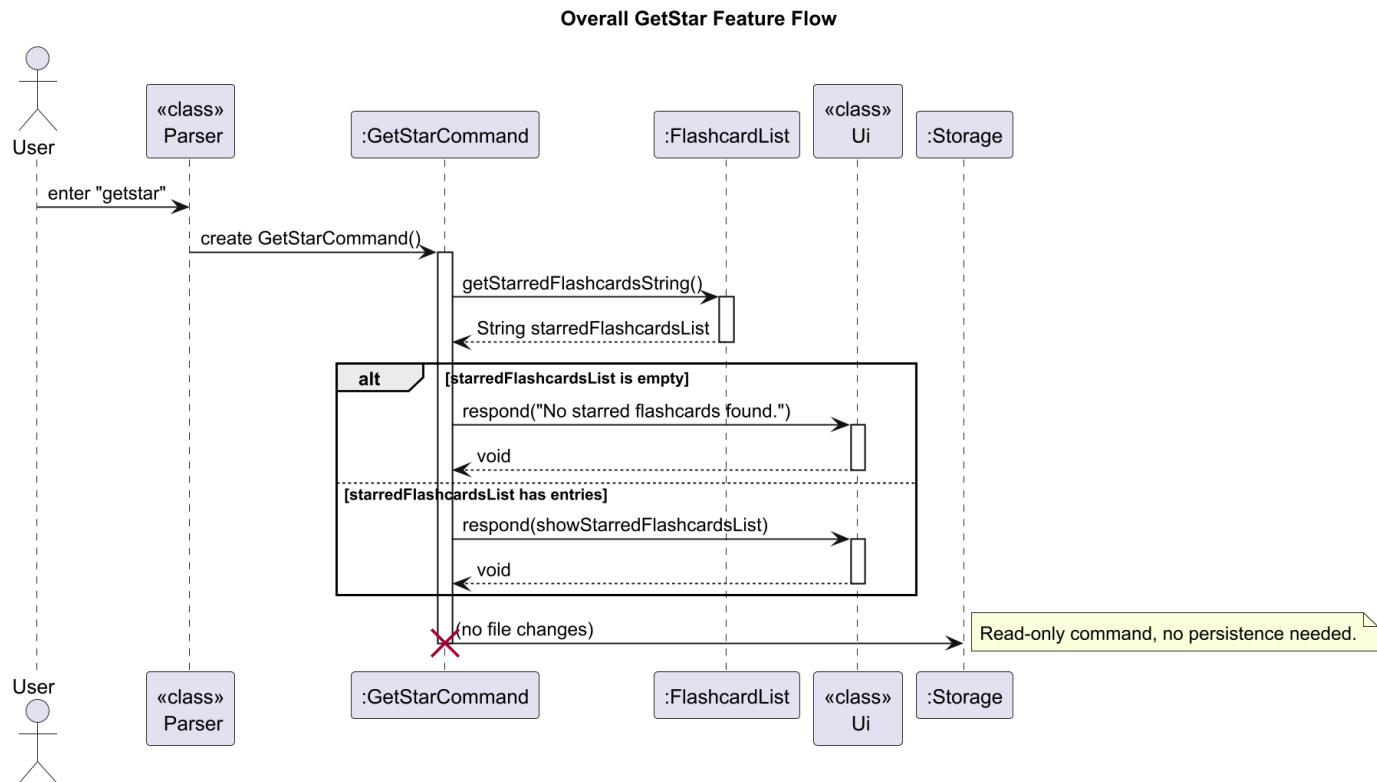 Overall GetStar Feature Flow
User
«class»
Parser
:GetStarCommand
:FlashcardList
«class»
Ui
:Storage
enter "getstar"
create GetStarCommand()
getStarredFlashcardsString()
String starredFlashcardsList
alt
[starredFlashcardsList is empty]
respond("No starred flashcards found.")
void
[starredFlashcardsList has entries]
respond(showStarredFlashcardsList)
void
(no file changes)
Read-only command, no persistence needed.
User
«class»
Parser
:GetStarCommand
:FlashcardList
«class»
Ui
:Storage